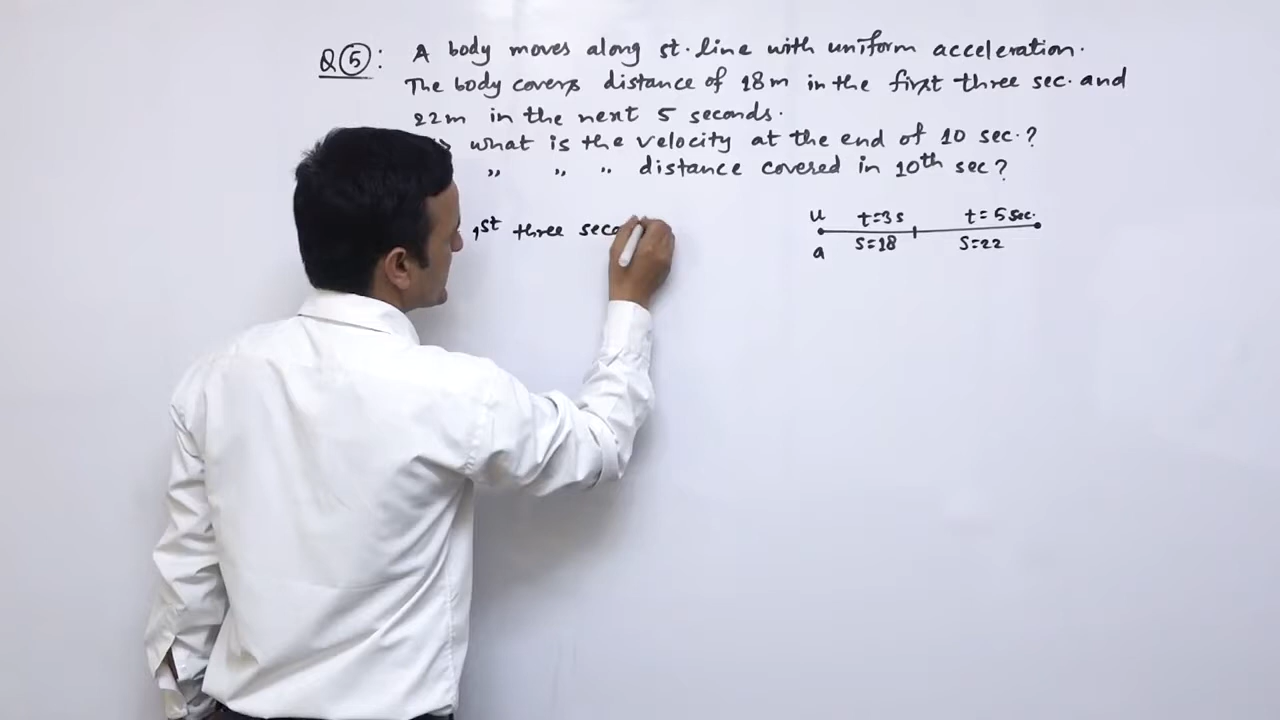 Q⑤: A body moves along st. line with uniform acceleration.
The body covers distance of 18m in the first three sec. and
22m in the next 5 seconds.
what is the velocity at the end of 10 sec.?
,, ,, ,, distance covered in 10th sec?
1st three seco
u t=3s t=5sec.
a S=18 S=22